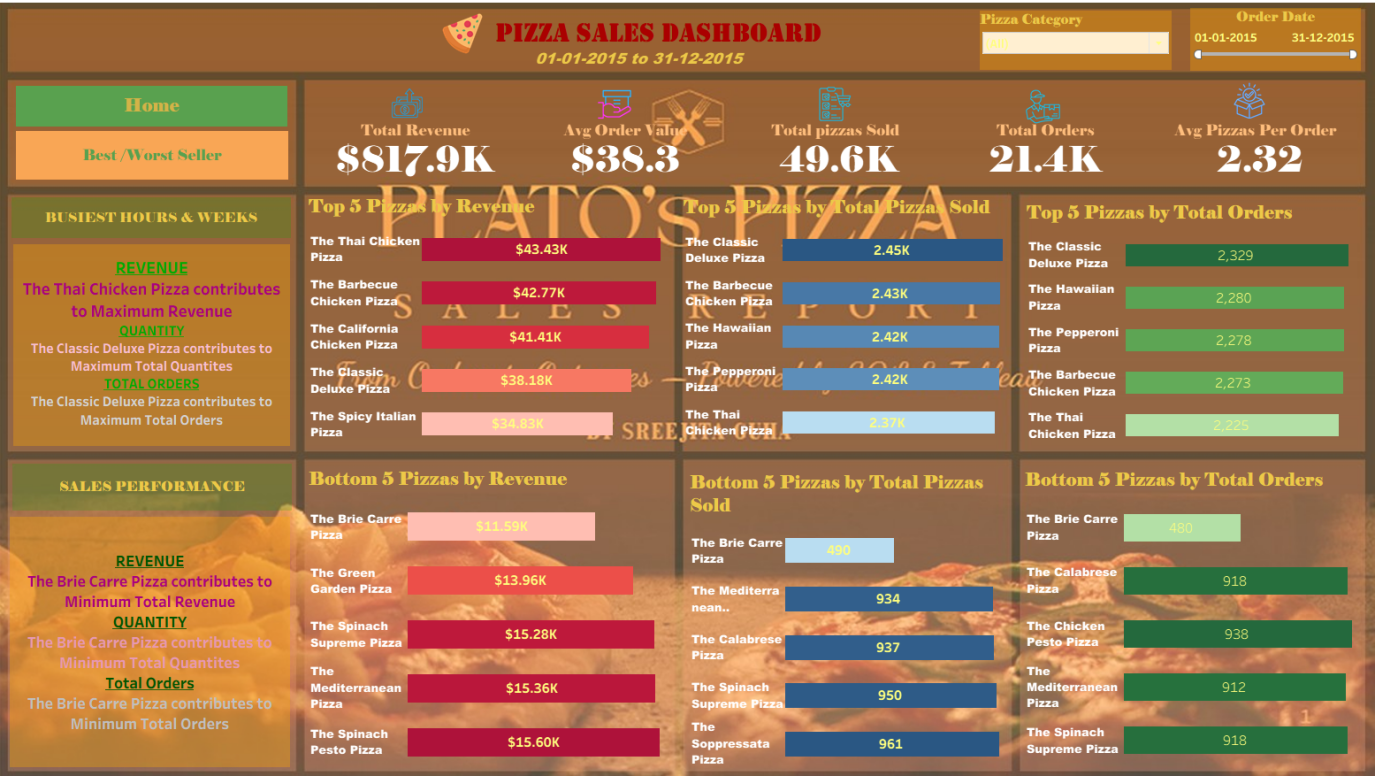 PIZZA SALES DASHBOARD
01-01-2015 to 31-12-2015
Pizza Category
Order Date
01-01-2015 31-12-2015
Home
Best /Worst Seller
Total Revenue
$817.9K
Avg Order Value
$38.3
Total pizzas Sold
49.6K
Total Orders
21.4K
Avg Pizzas Per Order
2.32
PLATO'S PIZZA
SALES REPORT
BY SREEJITA GUHA
BUSIEST HOURS & WEEKS
REVENUE
The Thai Chicken Pizza contributes
to Maximum Revenue
QUANTITY
The Classic Deluxe Pizza contributes to
Maximum Total Quantites
TOTAL ORDERS
The Classic Deluxe Pizza contributes to
Maximum Total Orders
Top 5 Pizzas by Revenue
The Thai Chicken
Pizza
$43.43K
The Barbecue
Chicken Pizza
$42.77K
The California
Chicken Pizza
$41.41K
The Classic
Deluxe Pizza
$38.18K
The Spicy Italian
Pizza
$34.83K
Top 5 Pizzas by Total Pizzas Sold
The Classic
Deluxe Pizza
2.45K
The Barbecue
Chicken Pizza
2.43K
The Hawaiian
Pizza
2.42K
The Pepperoni
Pizza
2.42K
The Thai
Chicken Pizza
2.37K
Top 5 Pizzas by Total Orders
The Classic
Deluxe Pizza
2,329
The Hawaiian
Pizza
2,280
The Pepperoni
Pizza
2,278
The Barbecue
Chicken Pizza
2,273
The Thai
Chicken Pizza
2,225
SALES PERFORMANCE
REVENUE
The Brie Carre Pizza contributes to
Minimum Total Revenue
QUANTITY
The Brie Carre Pizza contributes to
Minimum Total Quantites
Total Orders
The Brie Carre Pizza contributes to
Minimum Total Orders
Bottom 5 Pizzas by Revenue
The Brie Carre
Pizza
$11.59K
The Green
Garden Pizza
$13.96K
The Spinach
Supreme Pizza
$15.28K
The
Mediterranean
Pizza
$15.36K
The Spinach
Pesto Pizza
$15.60K
Bottom 5 Pizzas by Total Pizzas
Sold
The Brie Carre
Pizza
490
The Mediterra
nean..
934
The Calabrese
Pizza
937
The Spinach
Supreme Pizza
950
The
Soppressata
Pizza
961
Bottom 5 Pizzas by Total Orders
The Brie Carre
Pizza
480
The Calabrese
Pizza
918
The Chicken
Pesto Pizza
938
The
Mediterranean
Pizza
912
The Spinach
Supreme Pizza
918
1